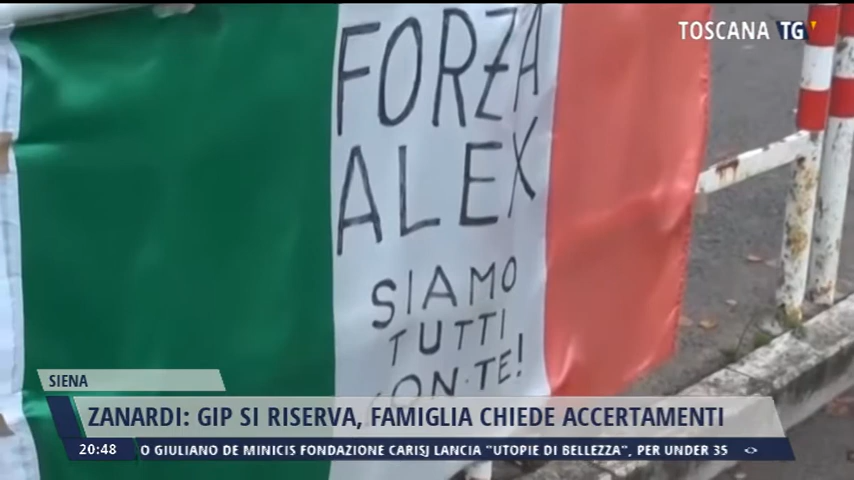 TOSCANA TG
FORZA
ALEX
SIAMO
TUTTI
CON·TE!
SIENA
ZANARDI: GIP SI RISERVA, FAMIGLIA CHIEDE ACCERTAMENTI
20:48 O GIULIANO DE MINICIS FONDAZIONE CARISJ LANCIA "UTOPIE DI BELLEZZA", PER UNDER 35